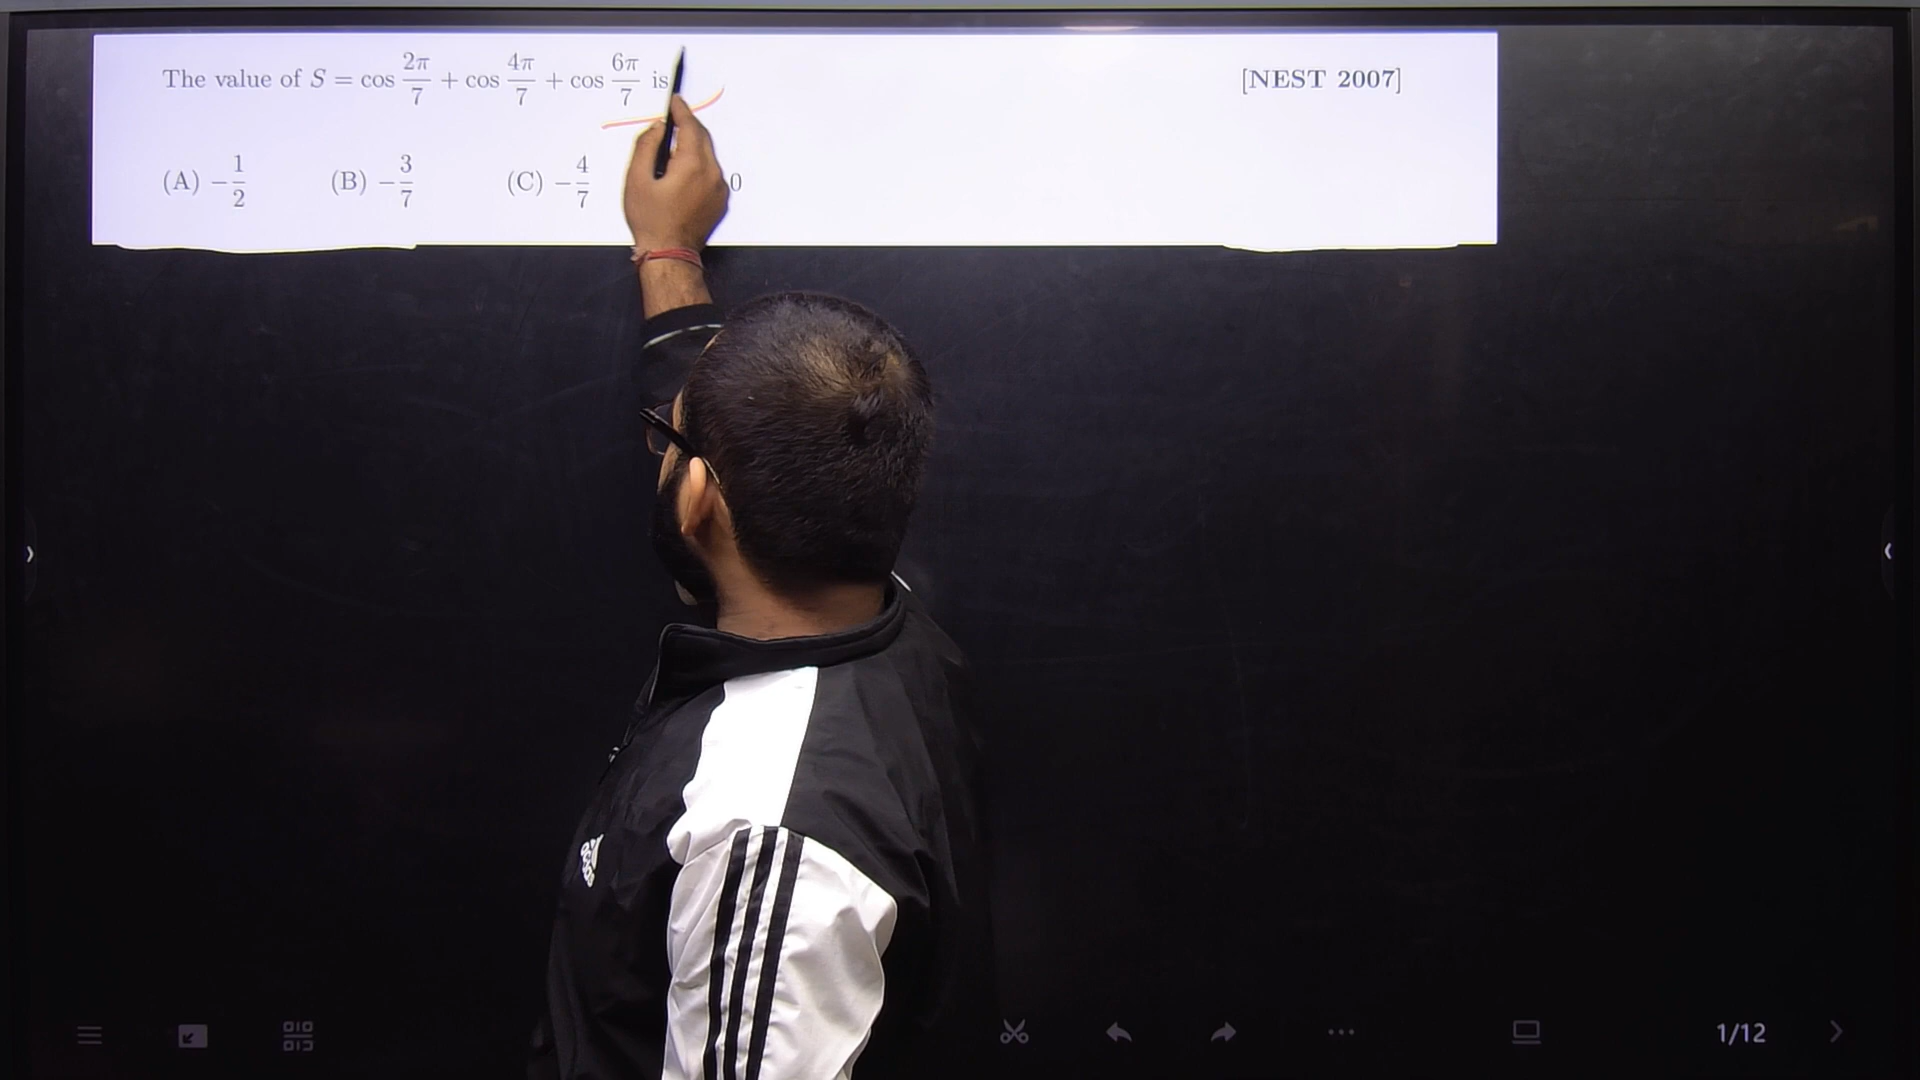 The value of S = cos 2π/7 + cos 4π/7 + cos 6π/7 is [NEST 2007]
(A) −1/2 (B) −3/7 (C) −4/7 0
adidas
1/12